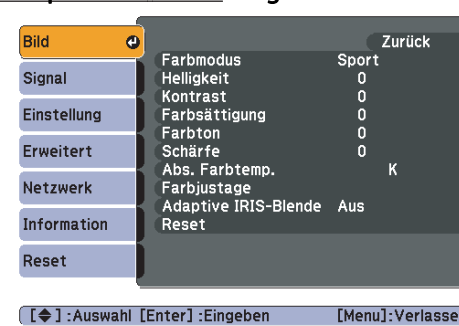 Bild
Signal
Einstellung
Erweitert
Netzwerk
Information
Reset
Zurück
Farbmodus Sport
Helligkeit 0
Kontrast 0
Farbsättigung 0
Farbton 0
Schärfe 0
Abs. Farbtemp. K
Farbjustage
Adaptive IRIS-Blende Aus
Reset
[◆] :Auswahl [Enter] :Eingeben [Menu]:Verlasse